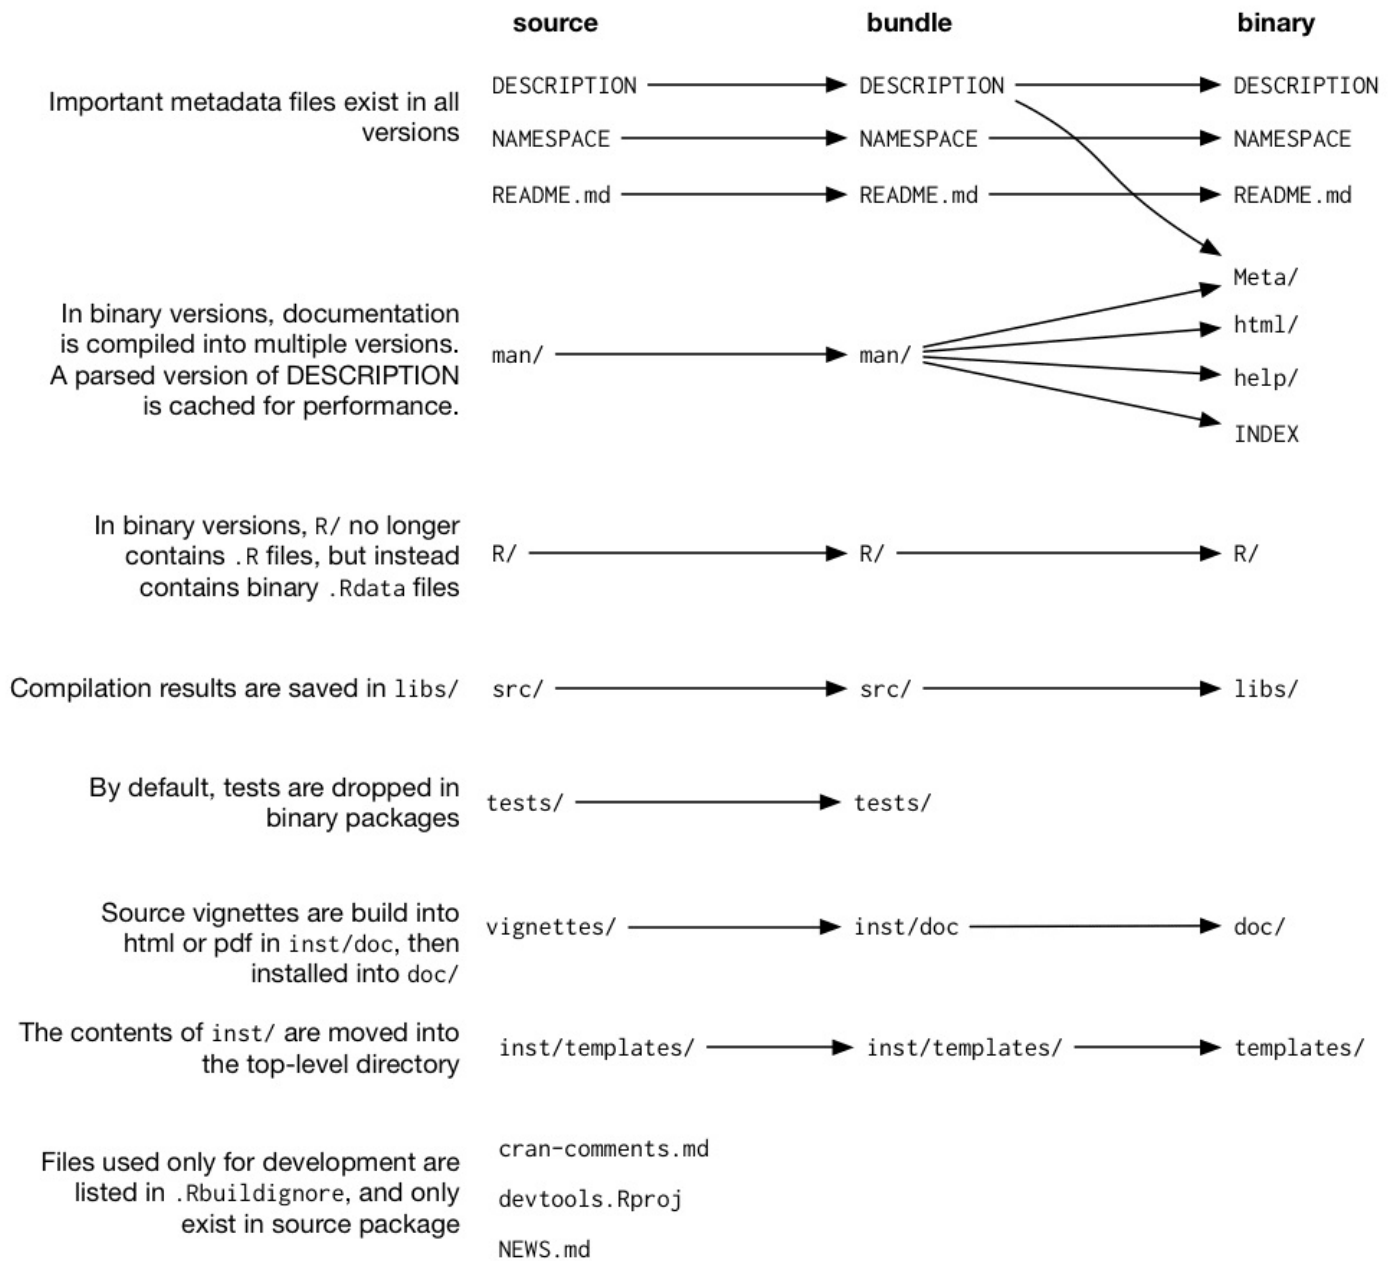 source bundle binary
Important metadata files exist in all
versions
DESCRIPTION DESCRIPTION DESCRIPTION
NAMESPACE NAMESPACE NAMESPACE
README.md README.md README.md
In binary versions, documentation
is compiled into multiple versions.
A parsed version of DESCRIPTION
is cached for performance.
man/ man/
Meta/
html/
help/
INDEX
In binary versions, R/ no longer
contains .R files, but instead
contains binary .Rdata files
R/ R/ R/
Compilation results are saved in libs/
src/ src/ libs/
By default, tests are dropped in
binary packages
tests/ tests/
Source vignettes are build into
html or pdf in inst/doc, then
installed into doc/
vignettes/ inst/doc doc/
The contents of inst/ are moved into
the top-level directory
inst/templates/ inst/templates/ templates/
Files used only for development are
listed in .Rbuildignore, and only
exist in source package
cran-comments.md
devtools.Rproj
NEWS.md